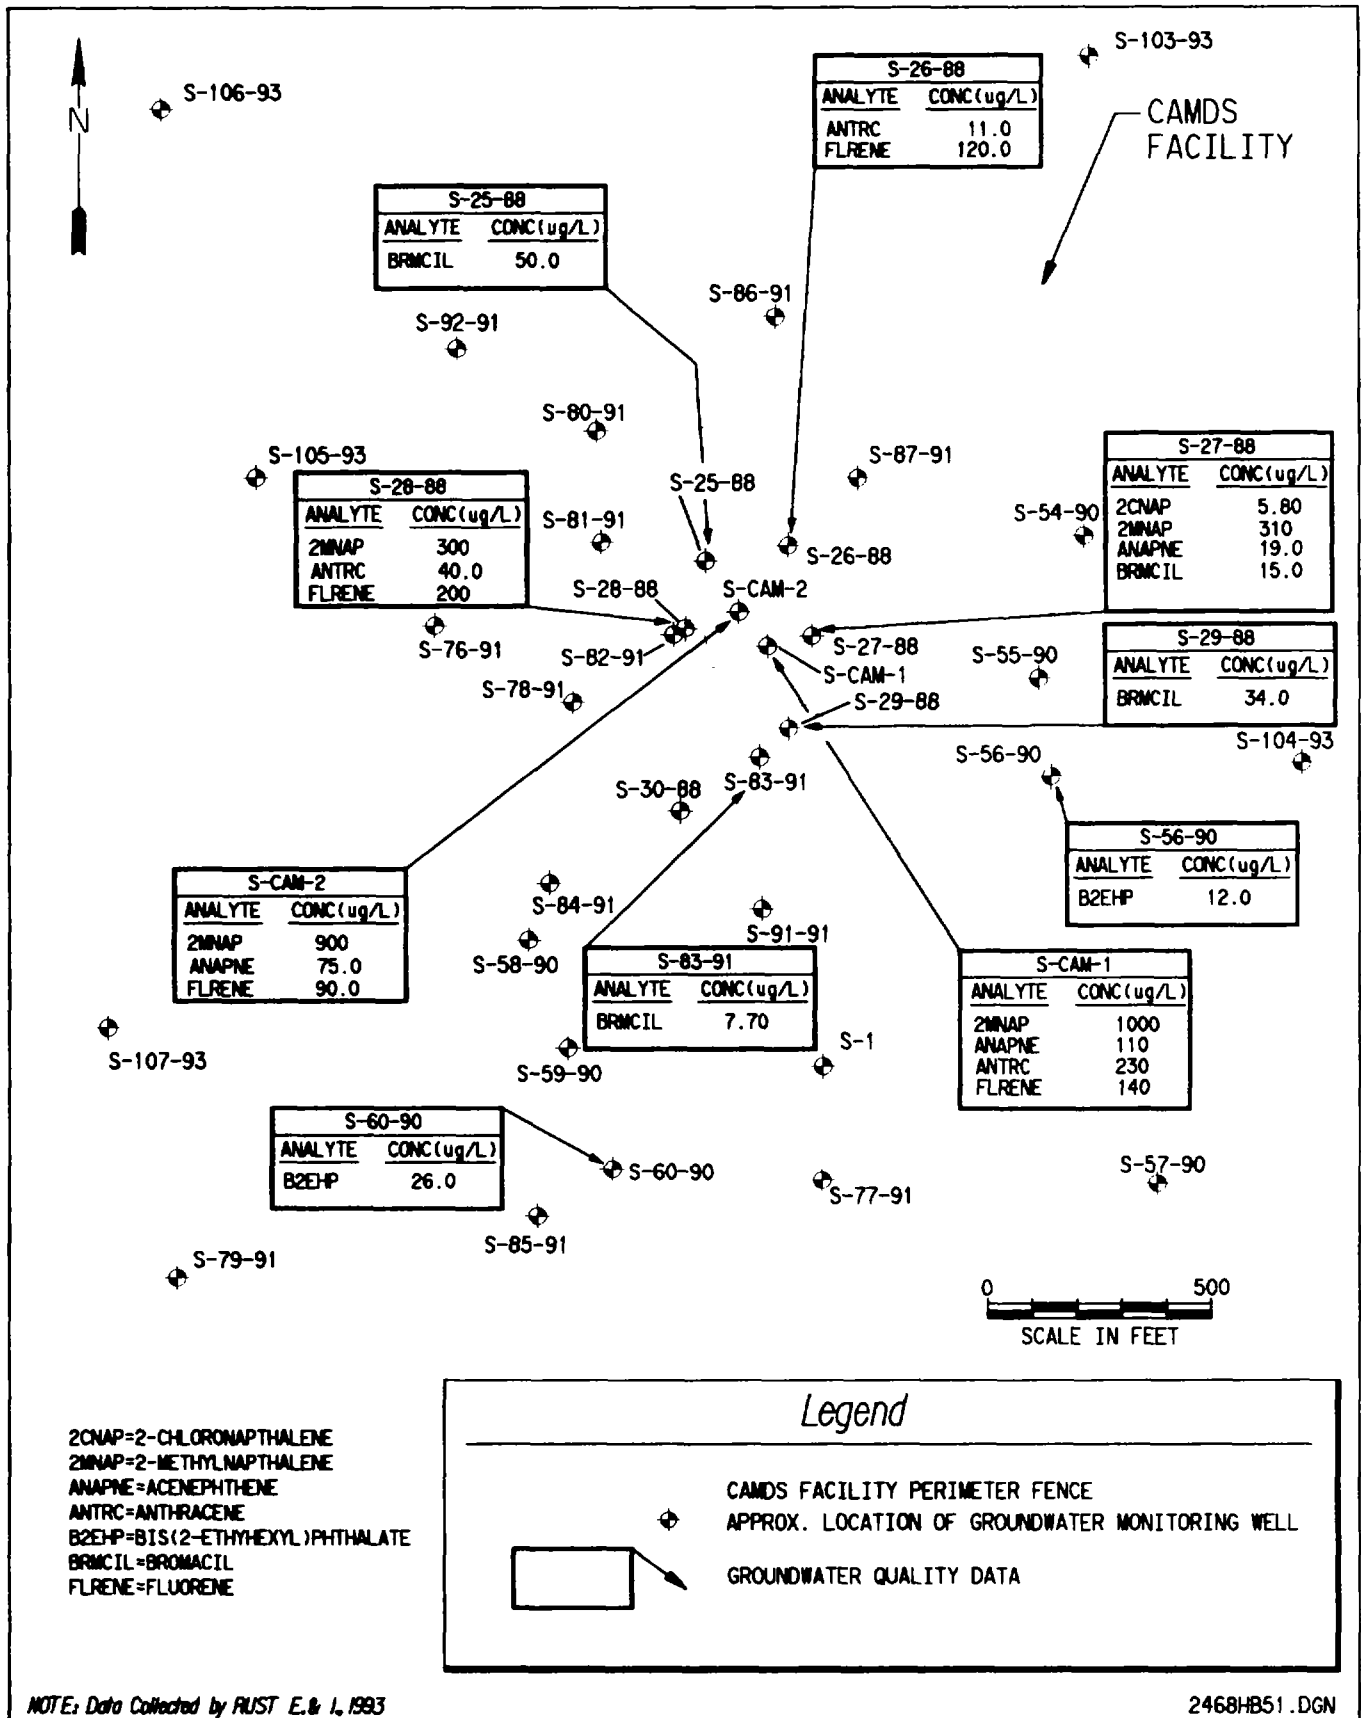 S-103-93
S-26-88
ANALYTE CONC(ug/L)
ANTRC 11.0
FLRENE 120.0
S-106-93
N
CAMDS
FACILITY
S-25-88
ANALYTE CONC(ug/L)
BRMCIL 50.0
S-86-91
S-92-91
S-80-91
S-105-93
S-28-88
ANALYTE CONC(ug/L)
2MNAP 300
ANTRC 40.0
FLRENE 200
S-25-88
S-87-91
S-27-88
ANALYTE CONC(ug/L)
2CNAP 5.80
2MNAP 310
ANAPNE 19.0
BRMCIL 15.0
S-54-90
S-81-91
S-26-88
S-28-88
S-CAM-2
S-76-91
S-82-91
S-27-88
S-CAM-1
S-55-90
S-29-88
ANALYTE CONC(ug/L)
BRMCIL 34.0
S-78-91
S-29-88
S-104-93
S-56-90
S-83-91
S-30-88
S-56-90
ANALYTE CONC(ug/L)
B2EHP 12.0
S-CAM-2
ANALYTE CONC(ug/L)
2MNAP 900
ANAPNE 75.0
FLRENE 90.0
S-84-91
S-91-91
S-58-90
S-83-91
ANALYTE CONC(ug/L)
BRMCIL 7.70
S-CAM-1
ANALYTE CONC(ug/L)
2MNAP 1000
ANAPNE 110
ANTRC 230
FLRENE 140
S-107-93
S-59-90
S-1
S-60-90
ANALYTE CONC(ug/L)
B2EHP 26.0
S-60-90
S-57-90
S-77-91
S-85-91
S-79-91
0 500
SCALE IN FEET
2CNAP=2-CHLORONAPTHALENE
2MNAP=2-METHYLNAPTHALENE
ANAPNE=ACENEPHTHENE
ANTRC=ANTHRACENE
B2EHP=BIS(2-ETHYHEXYL)PHTHALATE
BRMCIL=BROMACIL
FLRENE=FLUORENE
Legend
CAMDS FACILITY PERIMETER FENCE
APPROX. LOCATION OF GROUNDWATER MONITORING WELL
GROUNDWATER QUALITY DATA
NOTE: Data Collected by RUST E.& I., 1993
2468HB51.DGN